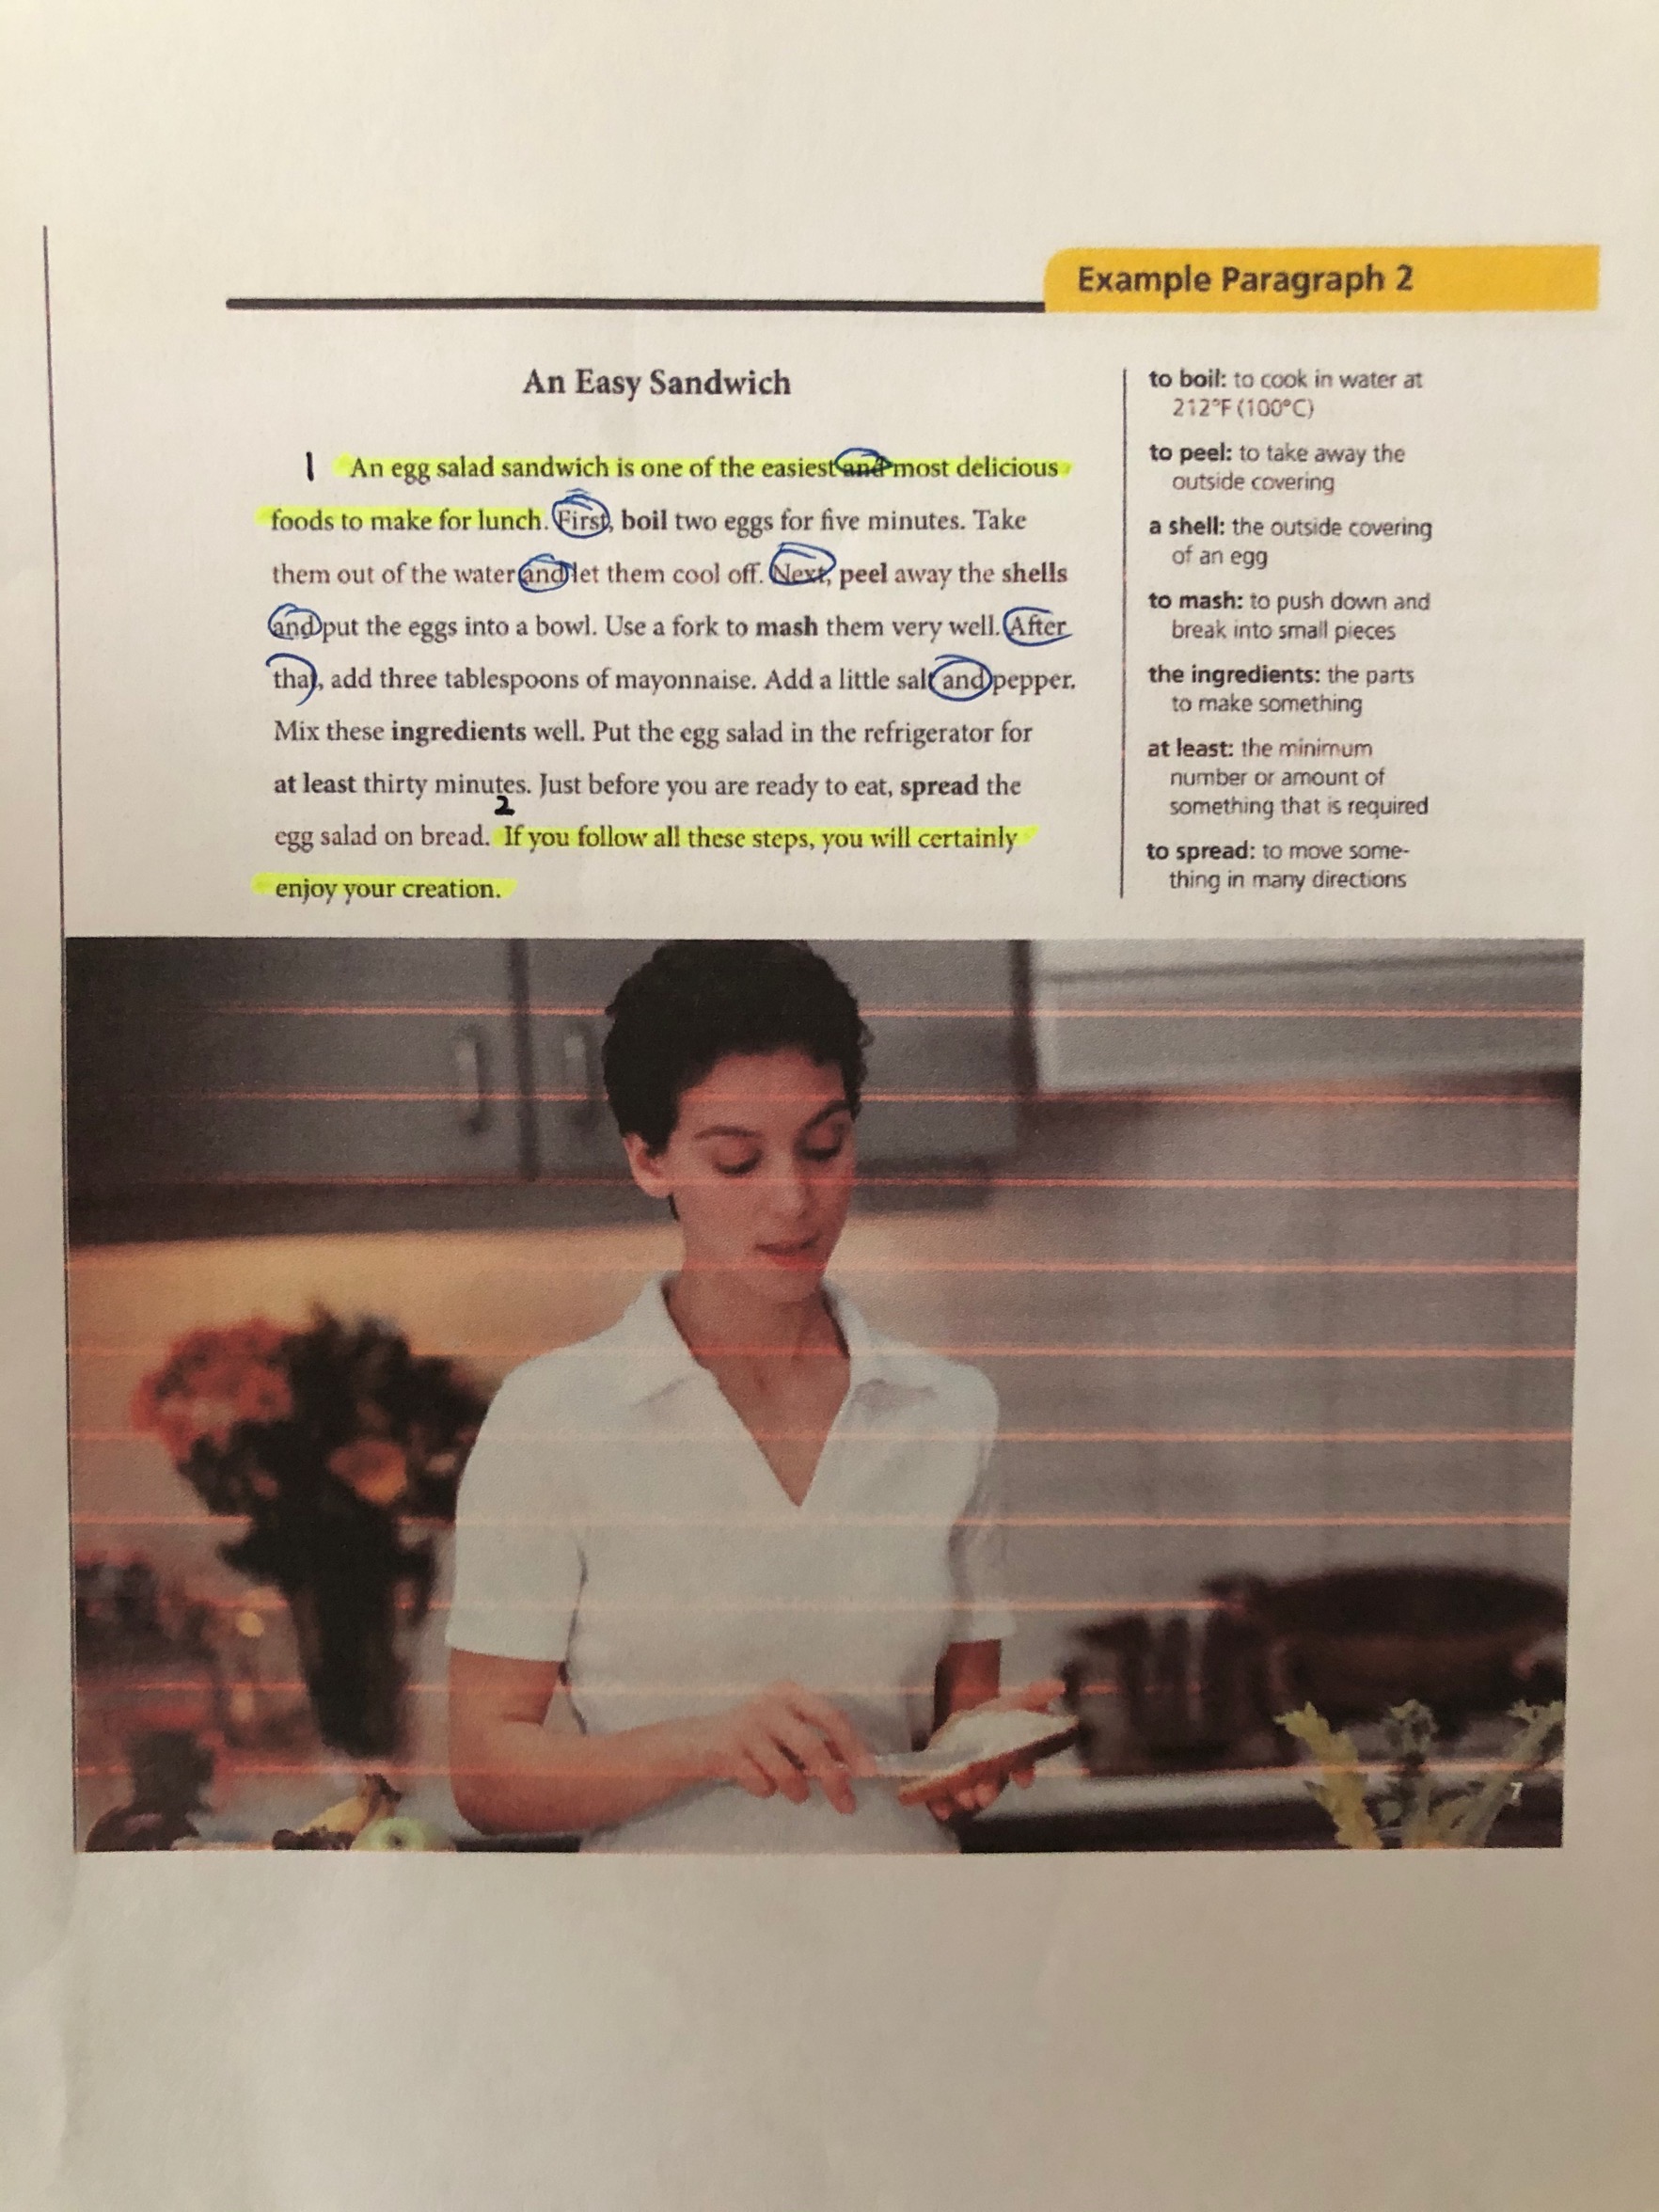 Example Paragraph 2
An Easy Sandwich
1 An egg salad sandwich is one of the easiest and most delicious
foods to make for lunch. First, boil two eggs for five minutes. Take
them out of the water and let them cool off. Next, peel away the shells
and put the eggs into a bowl. Use a fork to mash them very well. After
that, add three tablespoons of mayonnaise. Add a little salt and pepper.
Mix these ingredients well. Put the egg salad in the refrigerator for
at least thirty minutes. Just before you are ready to eat, spread the
2
egg salad on bread. If you follow all these steps, you will certainly
enjoy your creation.
to boil: to cook in water at
212°F (100°C)
to peel: to take away the
outside covering
a shell: the outside covering
of an egg
to mash: to push down and
break into small pieces
the ingredients: the parts
to make something
at least: the minimum
number or amount of
something that is required
to spread: to move some-
thing in many directions
7